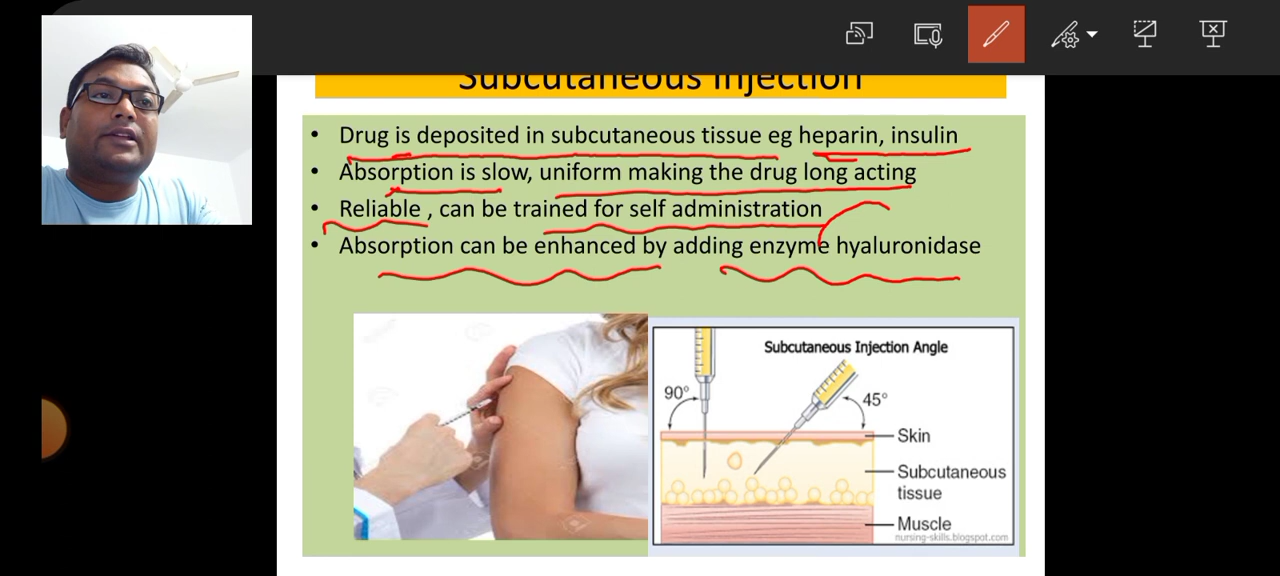 Subcutaneous Injection
• Drug is deposited in subcutaneous tissue eg heparin, insulin
• Absorption is slow, uniform making the drug long acting
• Reliable , can be trained for self administration
• Absorption can be enhanced by adding enzyme hyaluronidase
Subcutaneous Injection Angle
90°
45°
Skin
Subcutaneous
tissue
Muscle
nursing-skills.blogspot.com